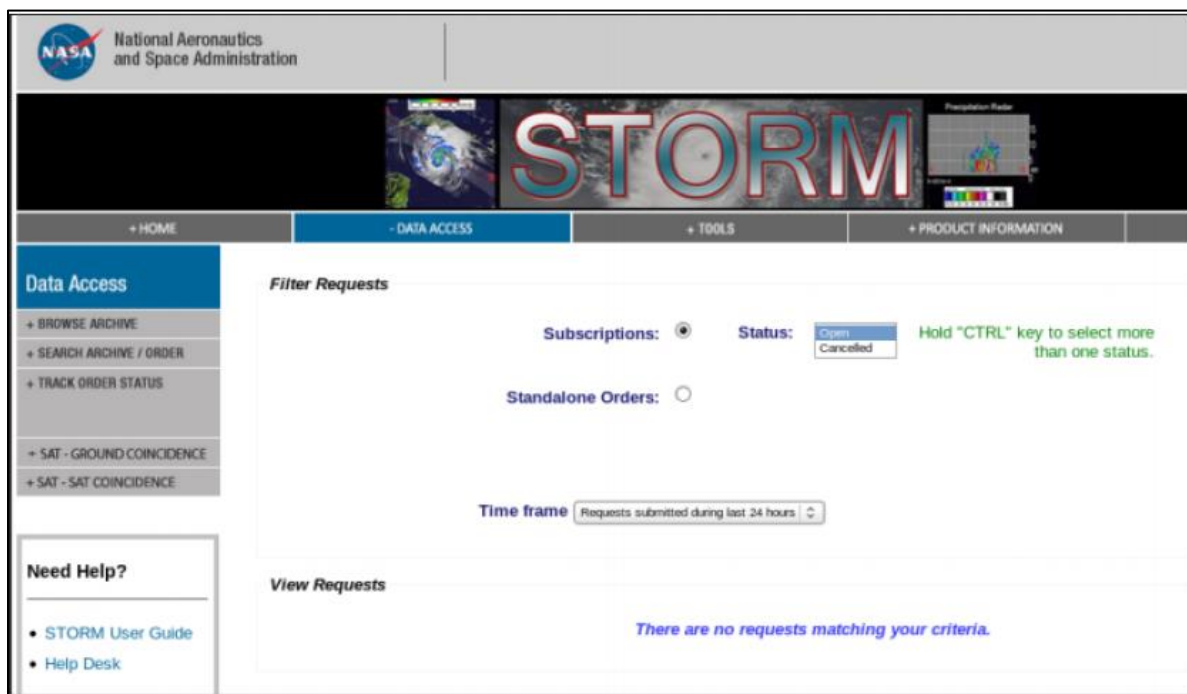 NASA
National Aeronautics
and Space Administration
STORM
Precipitation Radar
+ HOME
- DATA ACCESS
+ TOOLS
+ PRODUCT INFORMATION
Data Access
+ BROWSE ARCHIVE
+ SEARCH ARCHIVE / ORDER
+ TRACK ORDER STATUS
+ SAT - GROUND COINCIDENCE
+ SAT - SAT COINCIDENCE
Need Help?
• STORM User Guide
• Help Desk
Filter Requests
Subscriptions: Status: Open Hold "CTRL" key to select more
Cancelled than one status.
Standalone Orders:
Time frame Requests submitted during last 24 hours
View Requests
There are no requests matching your criteria.